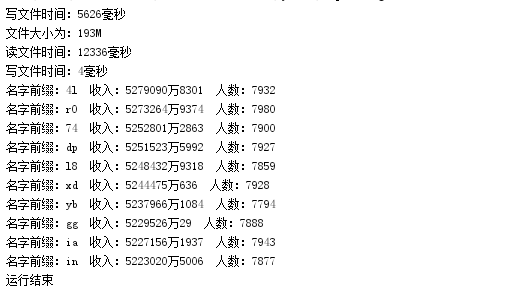 写文件时间：5626毫秒
文件大小为：193M
读文件时间：12336毫秒
写文件时间：4毫秒
名字前缀：4l 收入：5279090万8301 人数：7932
名字前缀：r0 收入：5273264万9374 人数：7980
名字前缀：74 收入：5252801万2863 人数：7900
名字前缀：dp 收入：5251523万5992 人数：7927
名字前缀：l8 收入：5248432万9318 人数：7859
名字前缀：xd 收入：5244475万636 人数：7928
名字前缀：yb 收入：5237966万1084 人数：7794
名字前缀：gg 收入：5229526万29 人数：7888
名字前缀：ia 收入：5227156万1937 人数：7943
名字前缀：in 收入：5223020万5006 人数：7877
运行结束